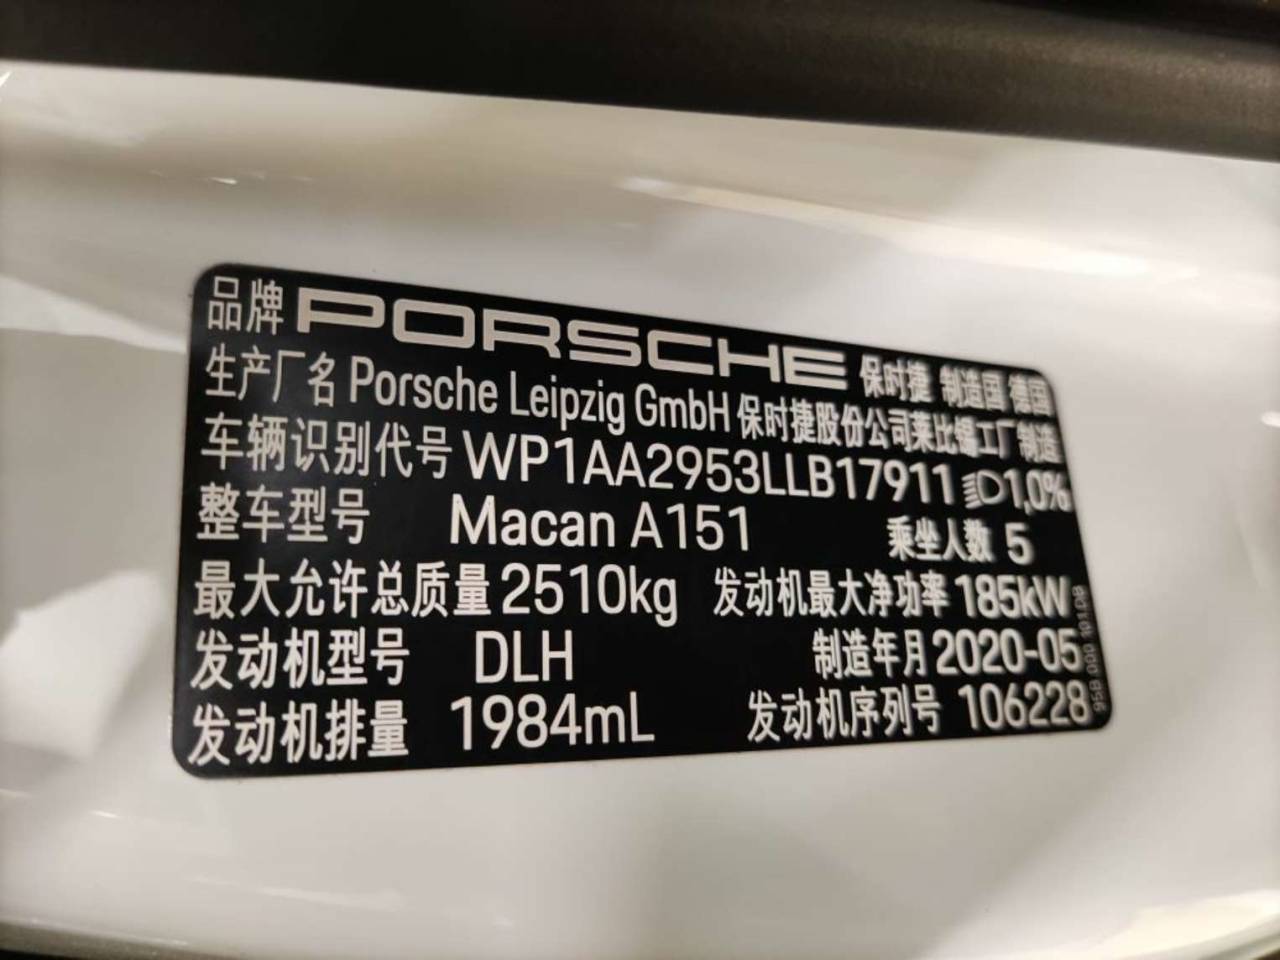 品牌 PORSCHE 保时捷 制造国 德国
生产厂名 Porsche Leipzig GmbH 保时捷股份公司莱比锡工厂制造
车辆识别代号 WP1AA2953LLB17911 1,0%
整车型号 Macan A151 乘坐人数 5
最大允许总质量 2510kg 发动机最大净功率 185kW
发动机型号 DLH 制造年月 2020-05
发动机排量 1984mL 发动机序列号 106228
95B.000.101.DB